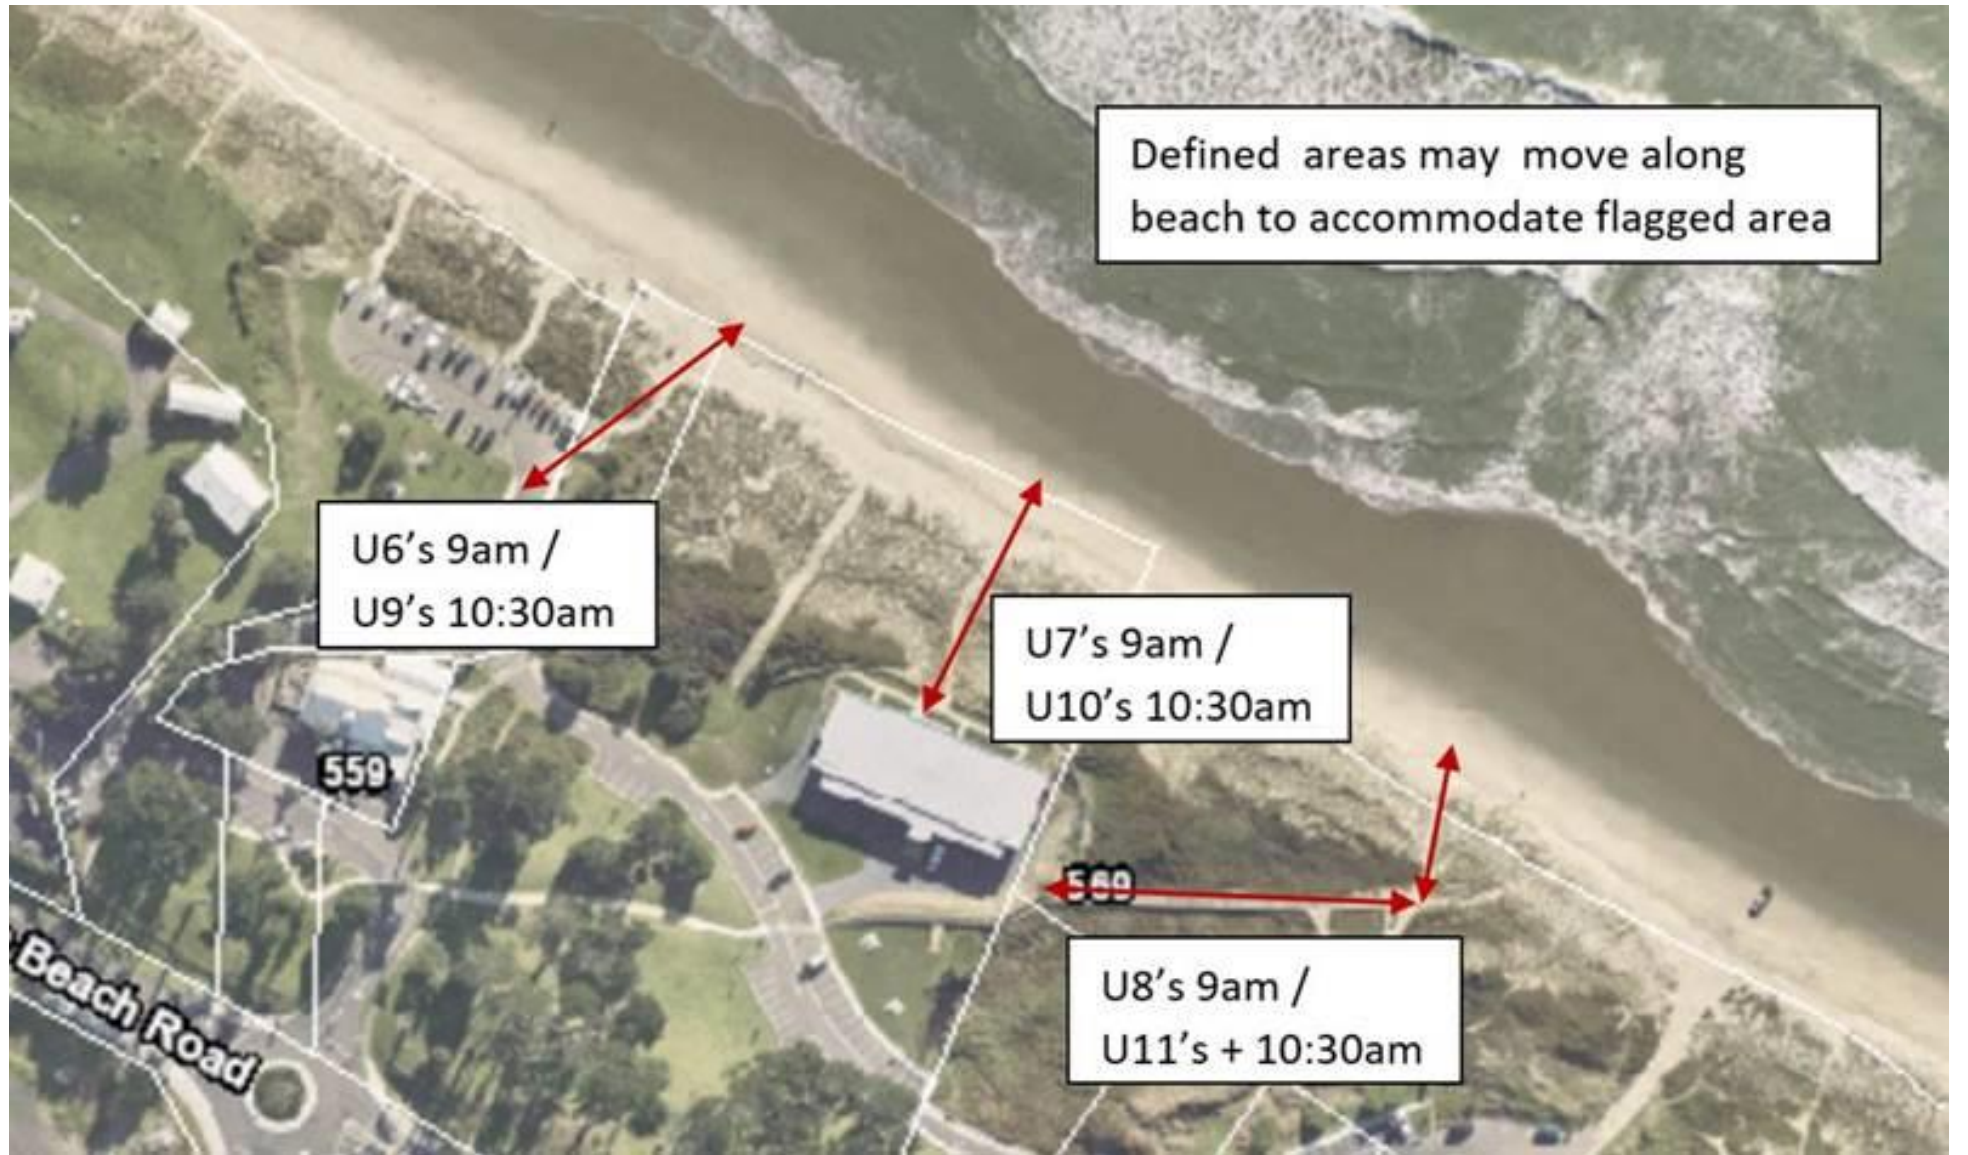 Defined areas may move along
beach to accommodate flagged area
U6’s 9am /
U9’s 10:30am
U7’s 9am /
U10’s 10:30am
559
569
U8’s 9am /
U11’s + 10:30am
Beach Road